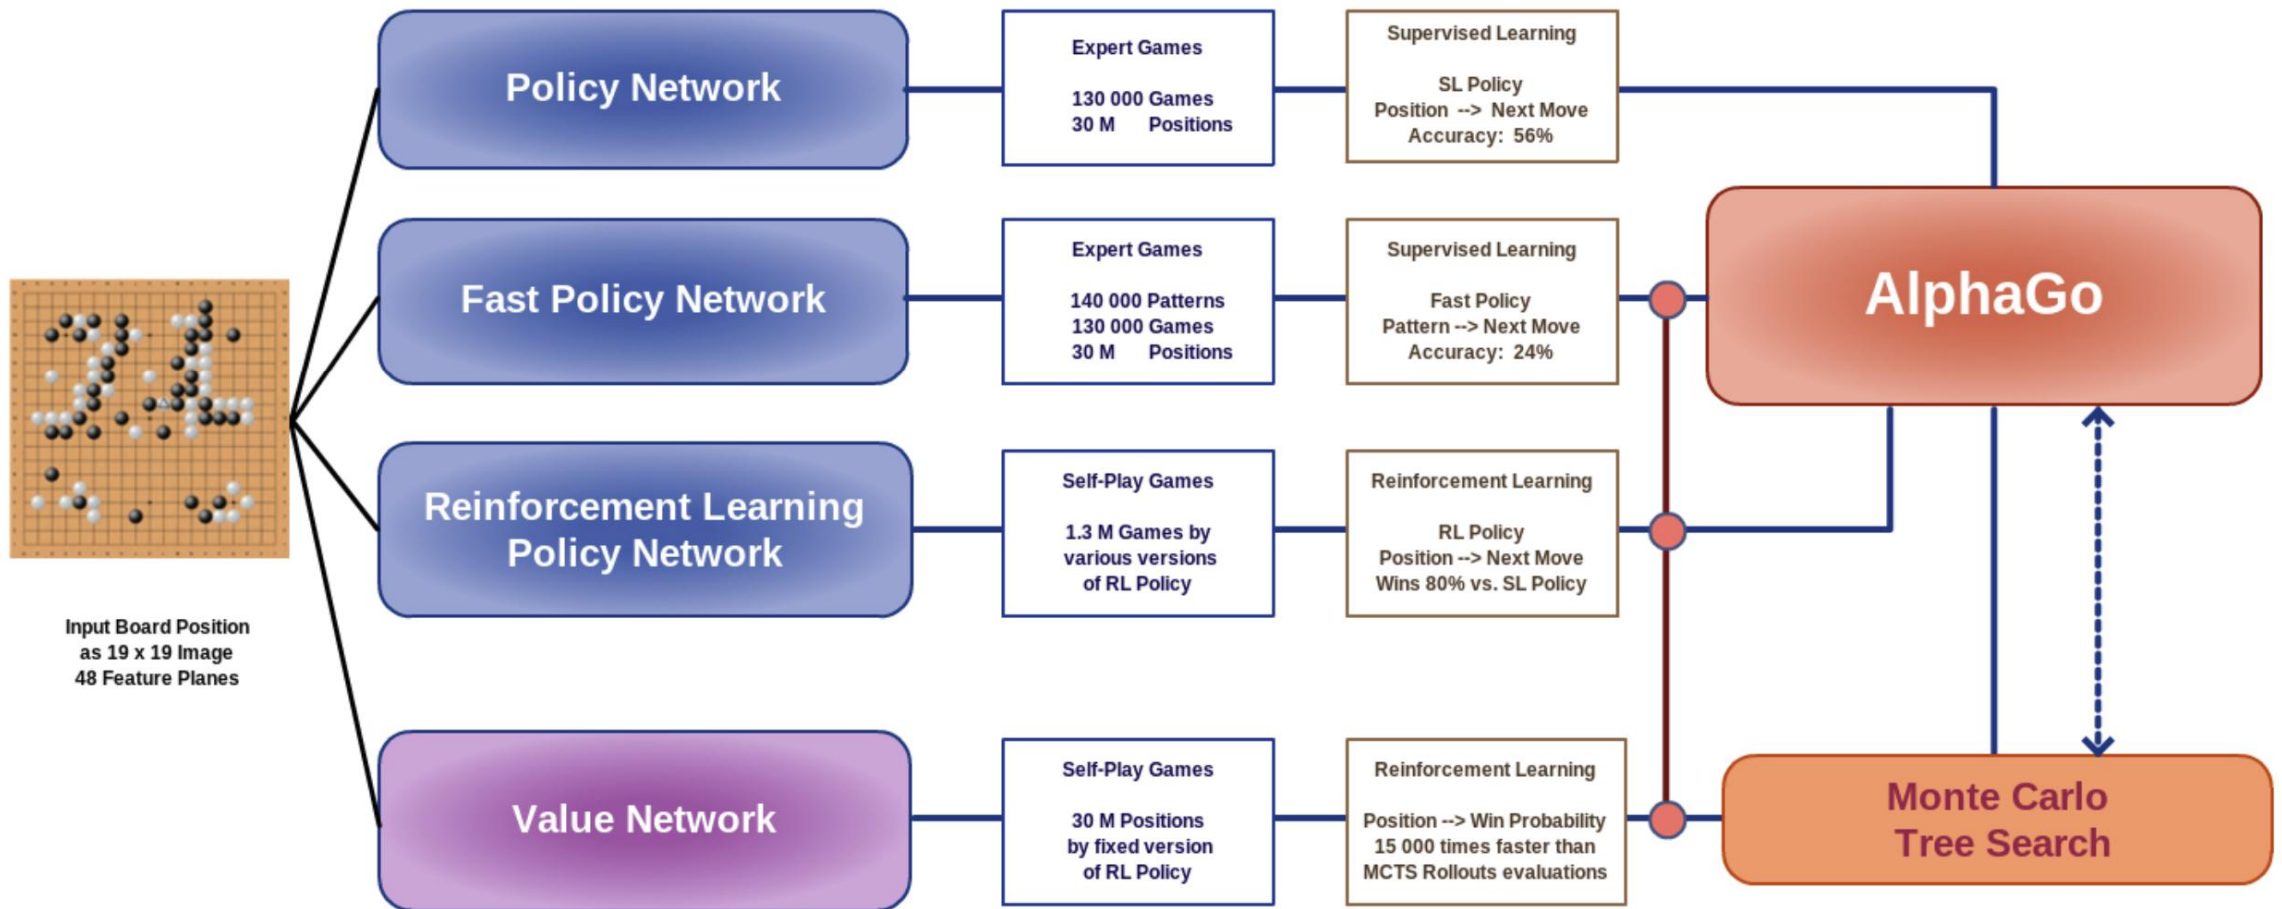 Policy Network
Expert Games
130 000 Games
30 M Positions
Supervised Learning
SL Policy
Position --> Next Move
Accuracy: 56%
Fast Policy Network
Expert Games
140 000 Patterns
130 000 Games
30 M Positions
Supervised Learning
Fast Policy
Pattern --> Next Move
Accuracy: 24%
AlphaGo
Reinforcement Learning
Policy Network
Self-Play Games
1.3 M Games by
various versions
of RL Policy
Reinforcement Learning
RL Policy
Position --> Next Move
Wins 80% vs. SL Policy
Input Board Position
as 19 x 19 Image
48 Feature Planes
Value Network
Self-Play Games
30 M Positions
by fixed version
of RL Policy
Reinforcement Learning
Position --> Win Probability
15 000 times faster than
MCTS Rollouts evaluations
Monte Carlo
Tree Search